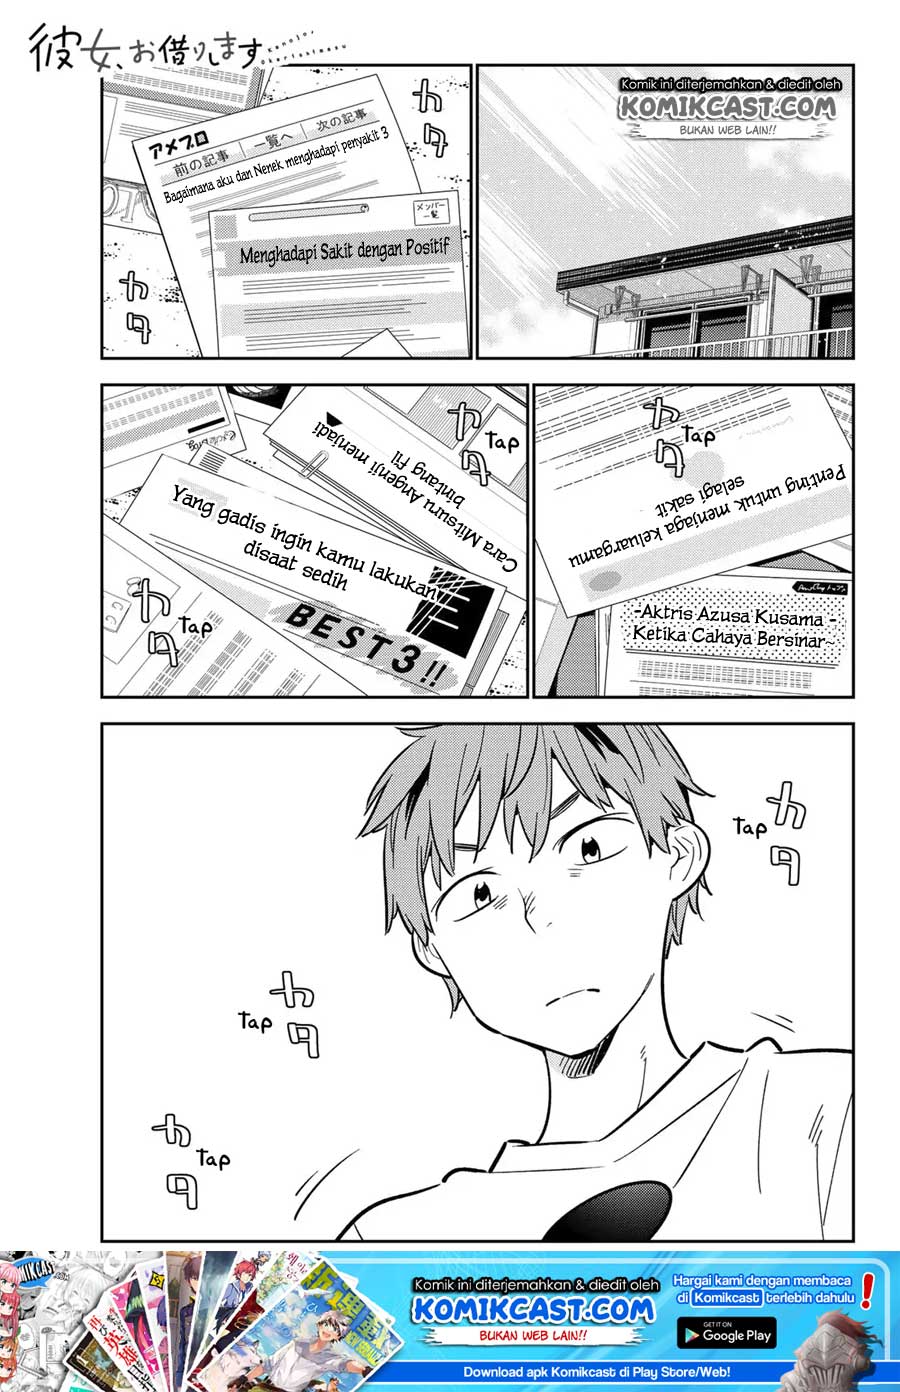 彼女、お借りします
Komik ini diterjemahkan & diedit oleh
KOMIKCAST.COM
BUKAN WEB LAIN!!
カタ
アメブロ
前の記事
一覧へ
次の記事
Bagaimana aku dan Nenek menghadapi penyakit 3
メンバー
一覧
Menghadapi Sakit dengan Positif
カタ
カタ
Tap
Penting untuk menjaga keluargamu
selagi sakit
-Aktris Azusa Kusama -
Ketika Cahaya Bersinar~
カタ
Tap
Cara Mitsuru Angenji menjadi
bintang fil
Yang gadis ingin kamu lakukan
disaat sedih
BEST3!!
カタ
Tap
カタ
Tap
カタ
Tap
カタ
Tap
Komik ini diterjemahkan & diedit oleh
KOMIKCAST.COM
BUKAN WEB LAIN!!
Hargai kami dengan membaca
di Komikcast terlebih dahulu
!
GET IT ON
Google Play
Download apk Komikcast di Play Store/Web!